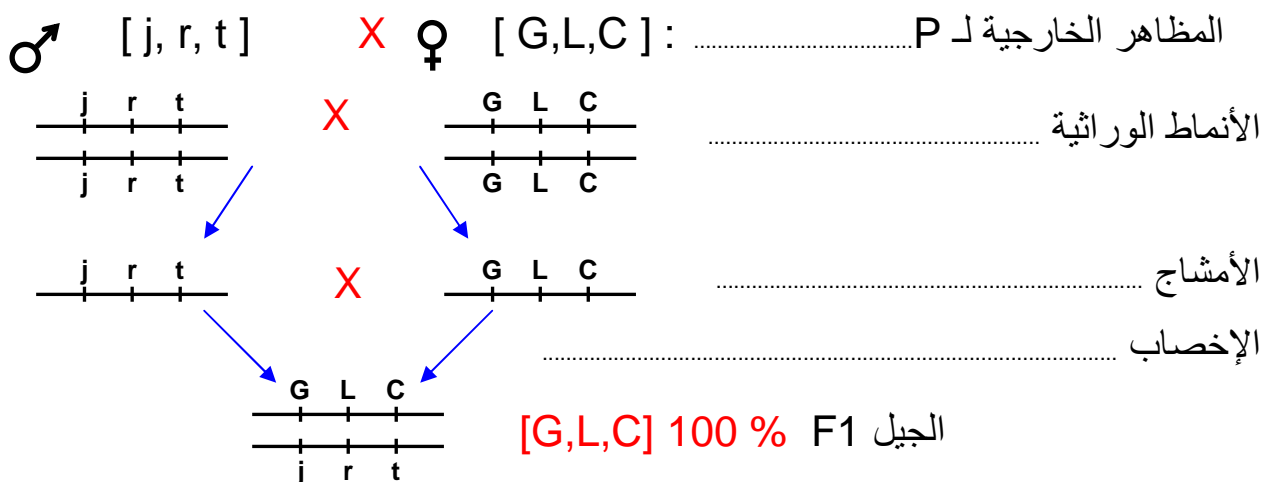 المظاهر الخارجية لـ P.................................... : [ G,L,C ] ♀ X [ j, r, t ] ♂
j r t G L C
الأنماط الوراثية ........................................................ X
j r t G L C
j r t G L C
الأمشاج ........................................................................ X
الإخصاب .................................................................................................
G L C
الجيل F1 [G,L,C] 100 %
j r t